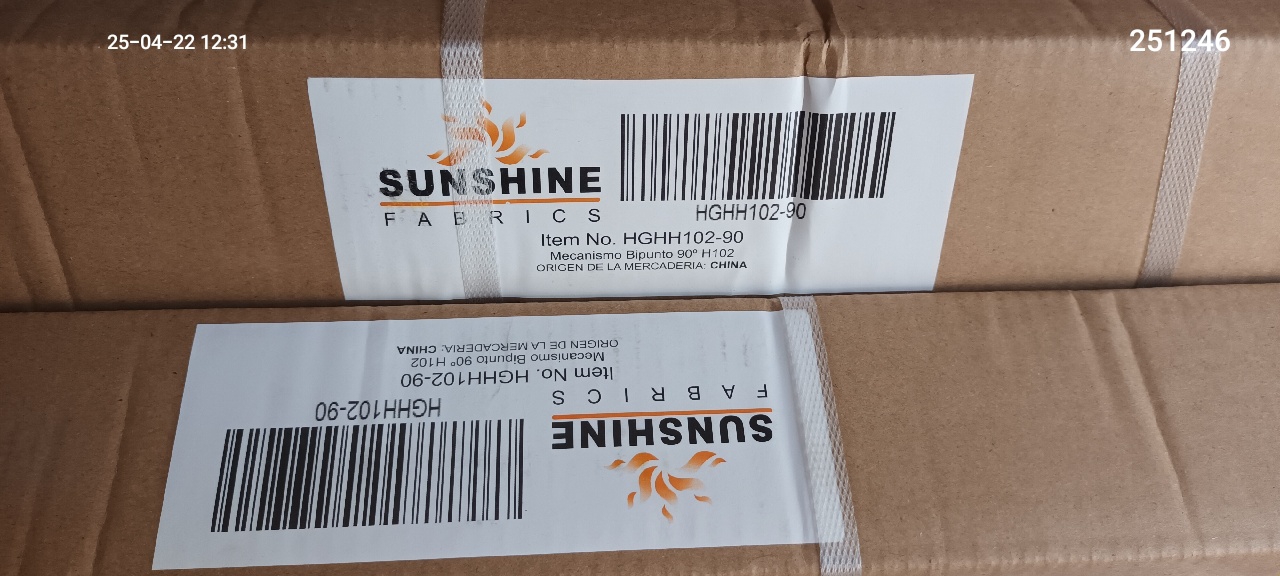 25-04-22 12:31
251246
SUNSHINE
FABRICS
HGHH102-90
Item No. HGHH102-90
Mecanismo Bipunto 90º H102
ORIGEN DE LA MERCADERIA: CHINA
SUNSHINE
FABRICS
HGHH102-90
Item No. HGHH102-90
Mecanismo Bipunto 90º H102
ORIGEN DE LA MERCADERIA: CHINA